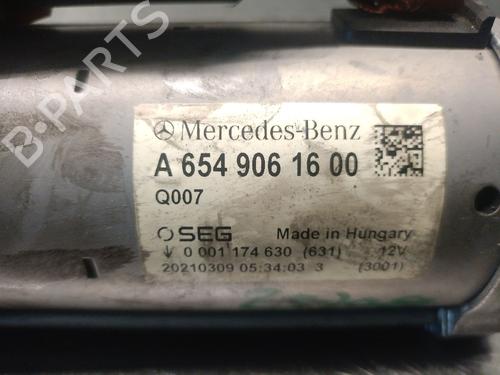 B-PARTS
Mercedes-Benz
A 654 906 16 00
Q007
SEG Made in Hungary
0 001 174 630 (631) 12V
20210309 05:34:03 3 (3001)